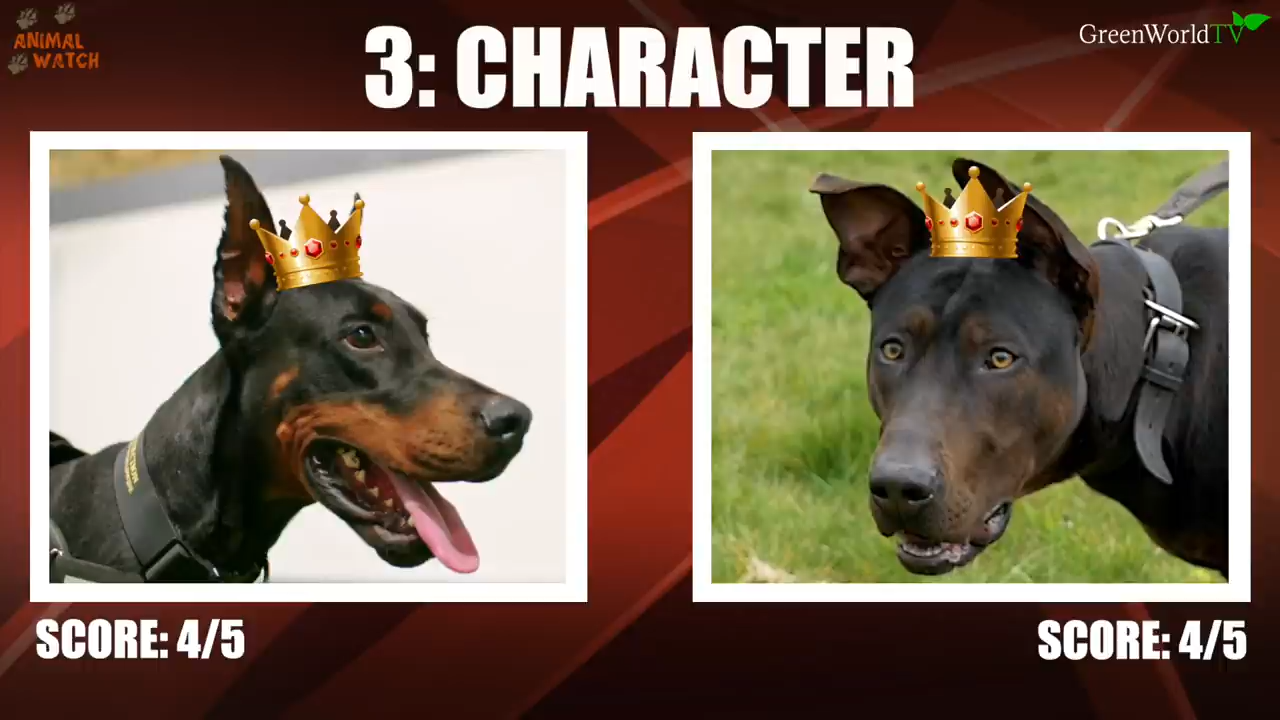 ANIMAL
WATCH
GreenWorldTV
3: CHARACTER
SCORE: 4/5
SCORE: 4/5